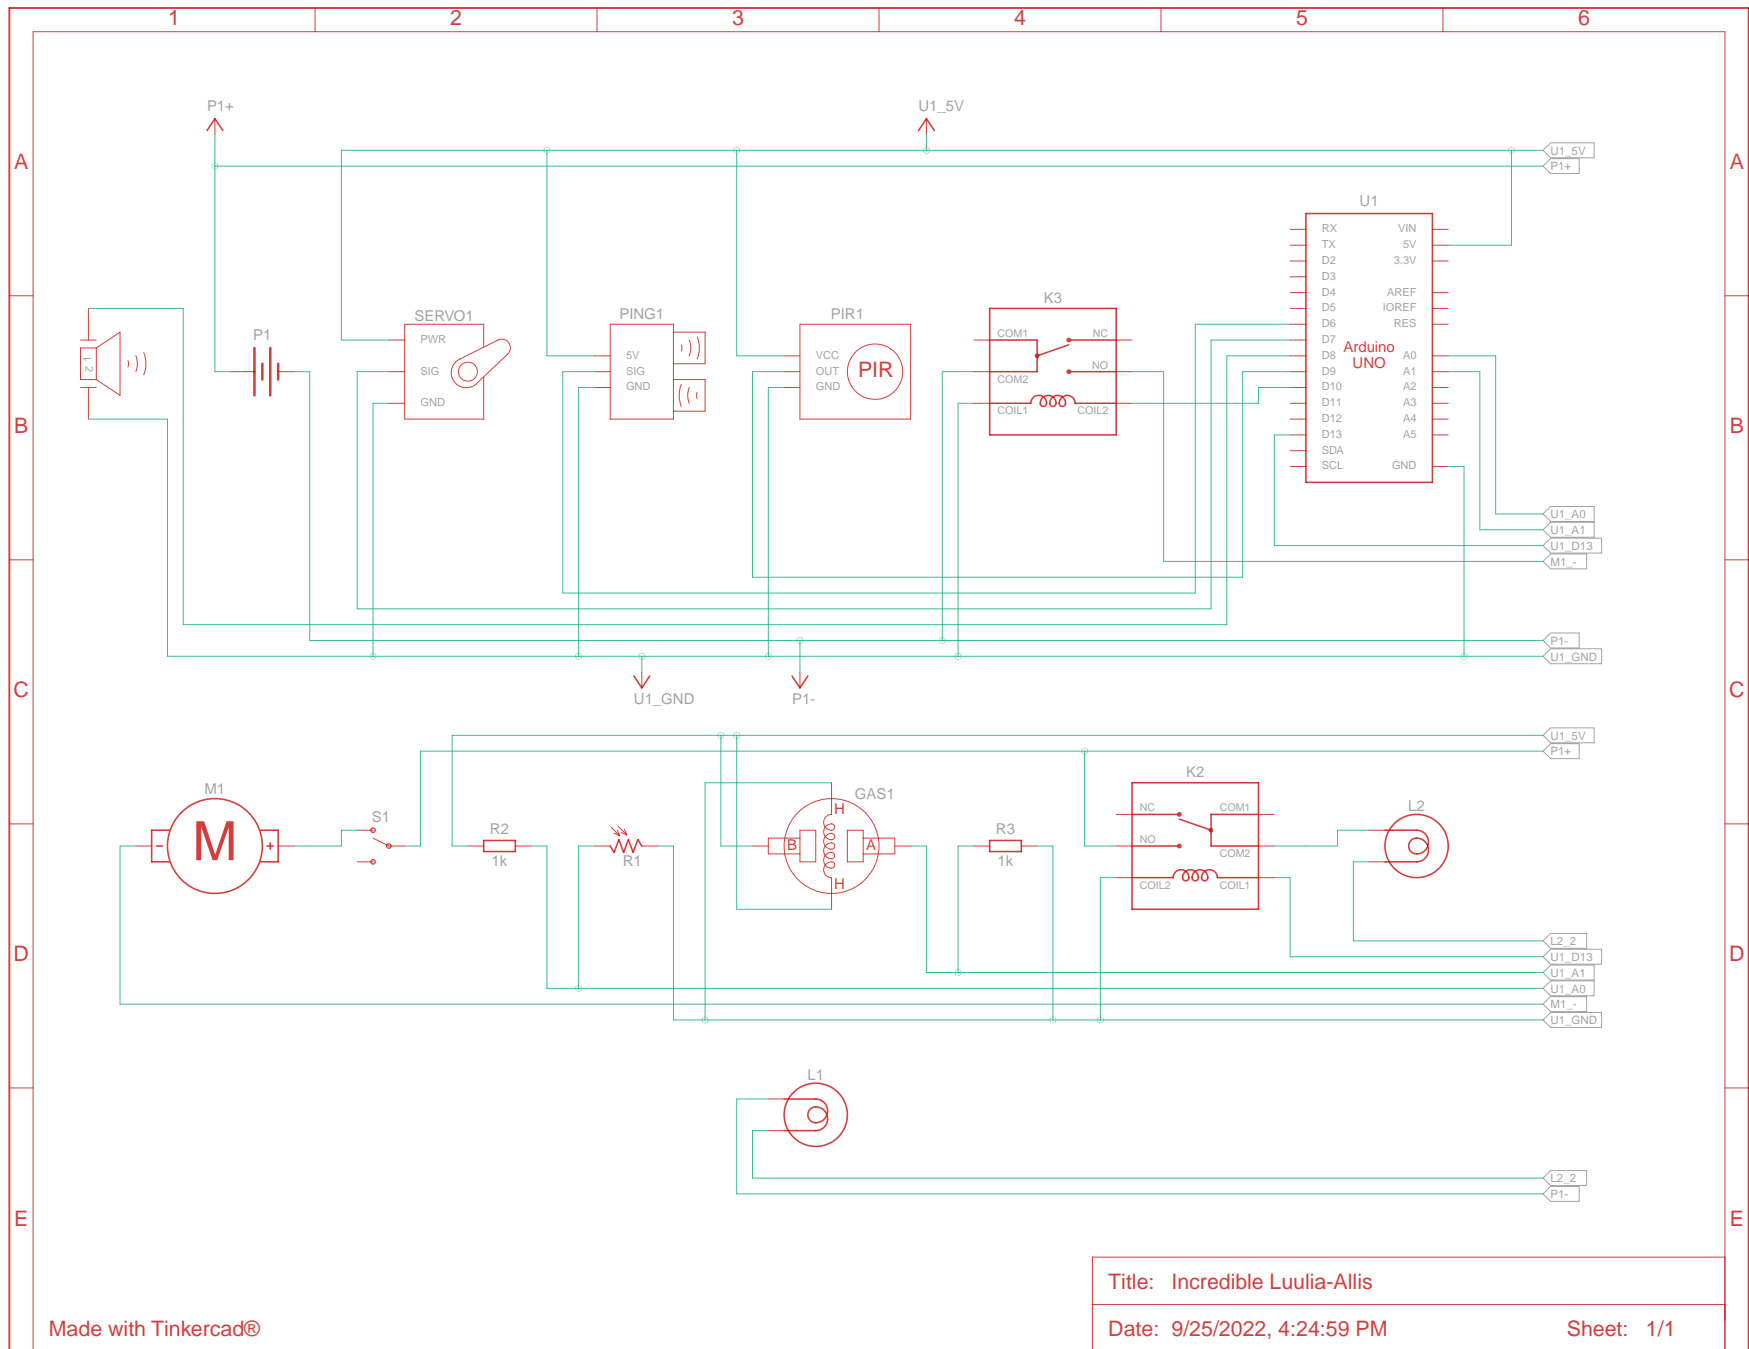 1 2 3 4 5 6
P1+ U1_5V
A A
U1_5V
P1+
U1
RX VIN
TX 5V
D2 3.3V
D3
D4 AREF
D5 IOREF
D6 RES
D7
Arduino
UNO
D8 A0
D9 A1
D10 A2
D11 A3
D12 A4
D13 A5
SDA
SCL GND
1 2
P1
SERVO1
PWR
SIG
GND
PING1
5V
SIG
GND
PIR1
VCC
OUT
GND
PIR
K3
COM1 NC
COM2 NO
COIL1 COIL2
B B
U1_A0
U1_A1
U1_D13
M1_-
P1-
U1_GND
C C
U1_GND P1-
U1_5V
P1+
M1
M
- +
S1
R2
1k
R1
GAS1
H
B A
H
R3
1k
K2
NC COM1
NO COM2
COIL2 COIL1
L2
D D
L2_2
U1_D13
U1_A1
U1_A0
M1_-
U1_GND
L1
L2_2
P1-
E E
Title: Incredible Luulia-Allis
Made with Tinkercad®
Date: 9/25/2022, 4:24:59 PM Sheet: 1/1